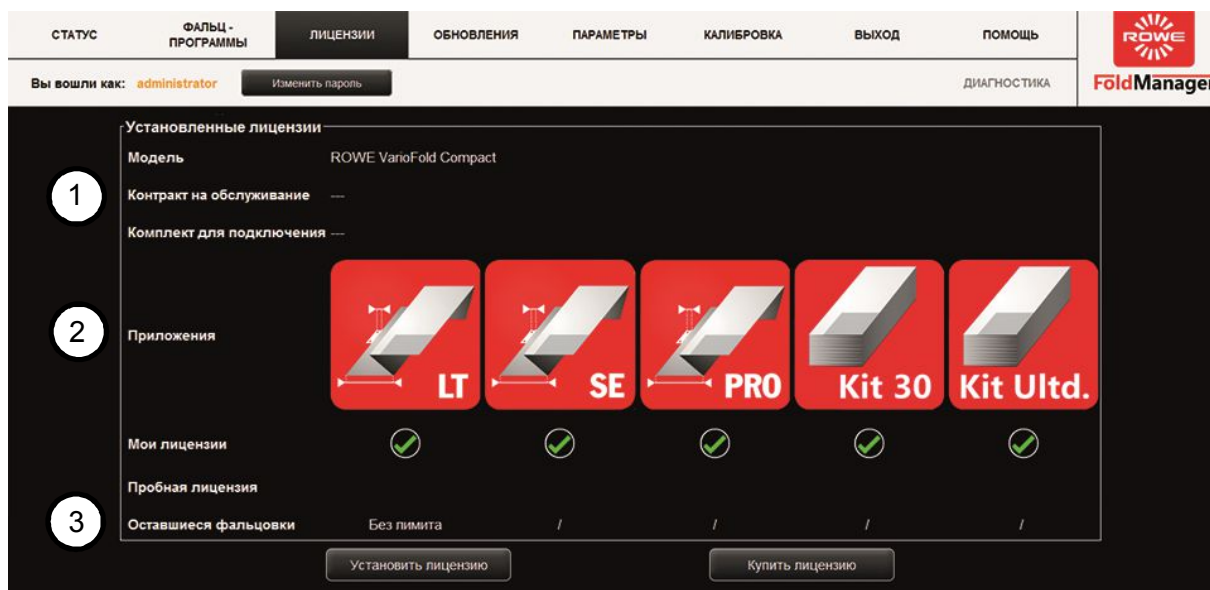 СТАТУС ФАЛЬЦ - ПРОГРАММЫ ЛИЦЕНЗИИ ОБНОВЛЕНИЯ ПАРАМЕТРЫ КАЛИБРОВКА ВЫХОД ПОМОЩЬ
ROWE
Вы вошли как: administrator Изменить пароль ДИАГНОСТИКА
FoldManager
Установленные лицензии
Модель ROWE VarioFold Compact
1
Контракт на обслуживание ---
Комплект для подключения ---
2
Приложения
LT SE PRO Kit 30 Kit Ultd.
Мои лицензии
Пробная лицензия
3
Оставшиеся фальцовки Без лимита / / / /
Установить лицензию Купить лицензию